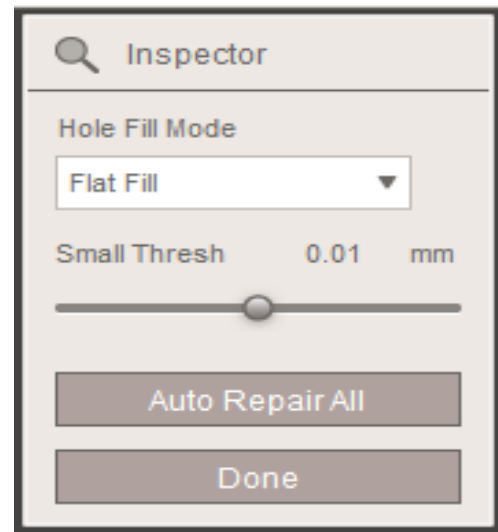 Inspector
Hole Fill Mode
Flat Fill
Small Thresh 0.01 mm
Auto Repair All
Done